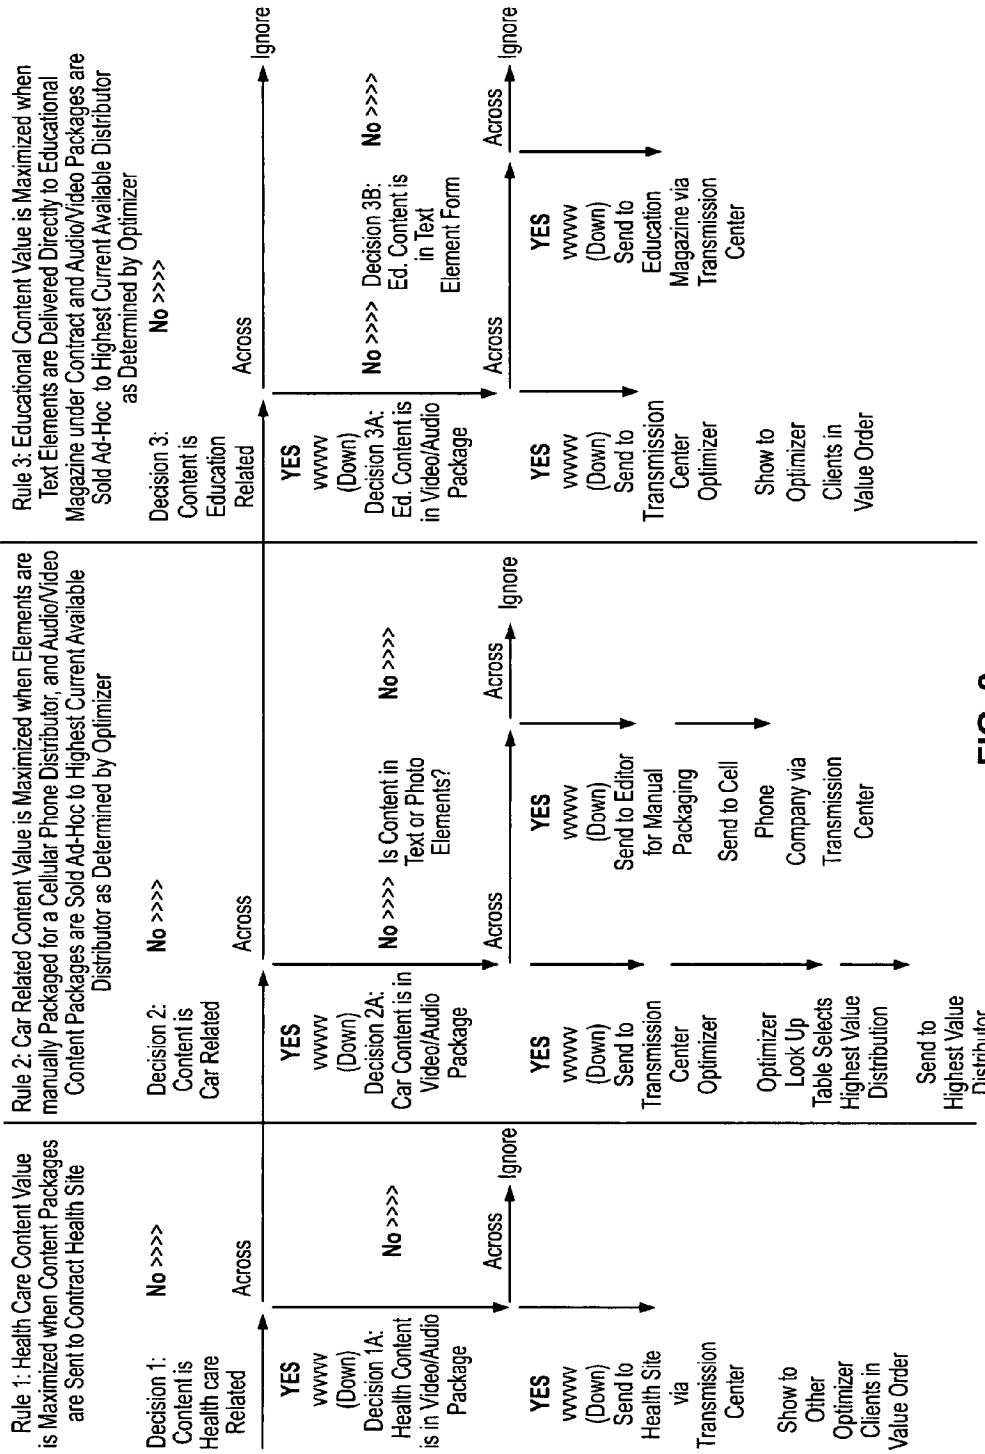 Rule 1: Health Care Content Value
is Maximized when Content Packages
are Sent to Contract Health Site
Decision 1:
Content is
Health care
Related
No >>>>
Across
YES
vvvvv
(Down)
Decision 1A:
Health Content
is in Video/Audio
Package
No >>>>
Across
Ignore
YES
vvvvv
(Down)
Send to
Health Site
via
Transmission
Center
Show to
Other
Optimizer
Clients in
Value Order
Rule 2: Car Related Content Value is Maximized when Elements are
manually Packaged for a Cellular Phone Distributor, and Audio/Video
Content Packages are Sold Ad-Hoc to Highest Current Available
Distributor as Determined by Optimizer
Decision 2:
Content is
Car Related
No >>>>
Across
YES
vvvvv
(Down)
Decision 2A:
Car Content is in
Video/Audio
Package
No >>>>
Is Content in
Text or Photo
Elements?
No >>>>
Across
Across
Ignore
YES
vvvvv
(Down)
Send to
Transmission
Center
Optimizer
Optimizer
Look Up
Table Selects
Highest Value
Distribution
Send to
Highest Value
Distributor
YES
vvvvv
(Down)
Send to Editor
for Manual
Packaging
Send to Cell
Phone
Company via
Transmission
Center
Rule 3: Educational Content Value is Maximized when
Text Elements are Delivered Directly to Educational
Magazine under Contract and Audio/Video Packages are
Sold Ad-Hoc to Highest Current Available Distributor
as Determined by Optimizer
Decision 3:
Content is
Education
Related
No >>>>
Across
Ignore
YES
vvvvv
(Down)
Decision 3A:
Ed. Content is
in Video/Audio
Package
No >>>>
Decision 3B:
Ed. Content is
in Text
Element Form
No >>>>
Across
Across
Ignore
YES
vvvvv
(Down)
Send to
Transmission
Center
Optimizer
Show to
Optimizer
Clients in
Value Order
YES
vvvvv
(Down)
Send to
Education
Magazine via
Transmission
Center